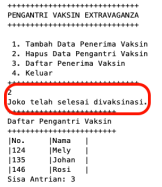 ++++++++++++++++++++++++++
PENGANTRI VAKSIN EXTRAVAGANZA
++++++++++++++++++++++++++
1. Tambah Data Penerima Vaksin
2. Hapus Data Pengantri Vaksin
3. Daftar Penerima Vaksin
4. Keluar
++++++++++++++++++++++++++
2
Joko telah selesai divaksinasi.
++++++++++++++++++++++
Daftar Pengantri Vaksin
++++++++++++++++++++++
|No. |Nama |
|124 |Mely |
|135 |Johan |
|146 |Rosi |
Sisa Antrian: 3